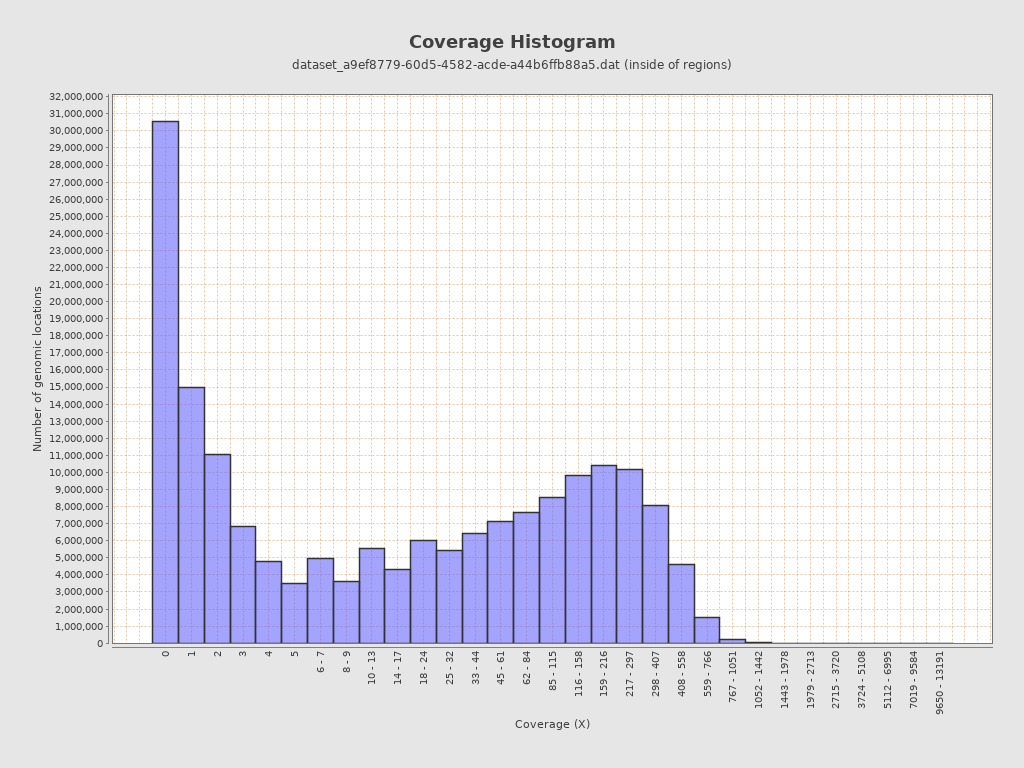 Coverage Histogram
dataset_a9ef8779-60d5-4582-acde-a44b6ffb88a5.dat (inside of regions)
32,000,000
31,000,000
30,000,000
29,000,000
28,000,000
27,000,000
26,000,000
25,000,000
24,000,000
23,000,000
22,000,000
21,000,000
20,000,000
19,000,000
18,000,000
17,000,000
16,000,000
15,000,000
14,000,000
13,000,000
12,000,000
11,000,000
10,000,000
9,000,000
8,000,000
7,000,000
6,000,000
5,000,000
4,000,000
3,000,000
2,000,000
1,000,000
0
Number of genomic locations
0
1
2
3
4
5
6 - 7
8 - 9
10 - 13
14 - 17
18 - 24
25 - 32
33 - 44
45 - 61
62 - 84
85 - 115
116 - 158
159 - 216
217 - 297
298 - 407
408 - 558
559 - 766
767 - 1051
1052 - 1442
1443 - 1978
1979 - 2713
2715 - 3720
3724 - 5108
5112 - 6995
7019 - 9584
9650 - 13191
Coverage (X)